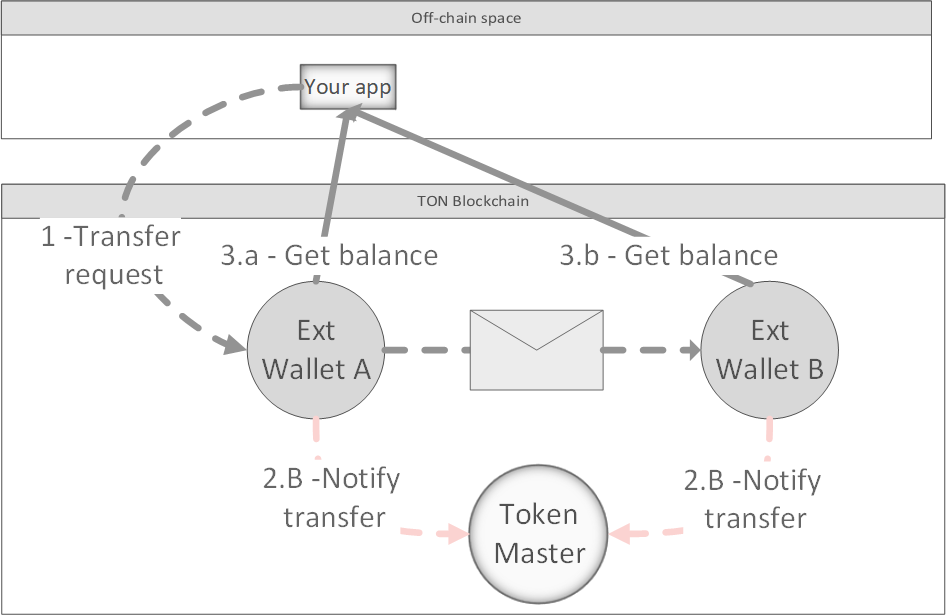 Off-chain space
Your app
TON Blockchain
1 -Transfer
request
3.a - Get balance
3.b - Get balance
Ext
Wallet A
Ext
Wallet B
2.B -Notify
transfer
2.B -Notify
transfer
Token
Master